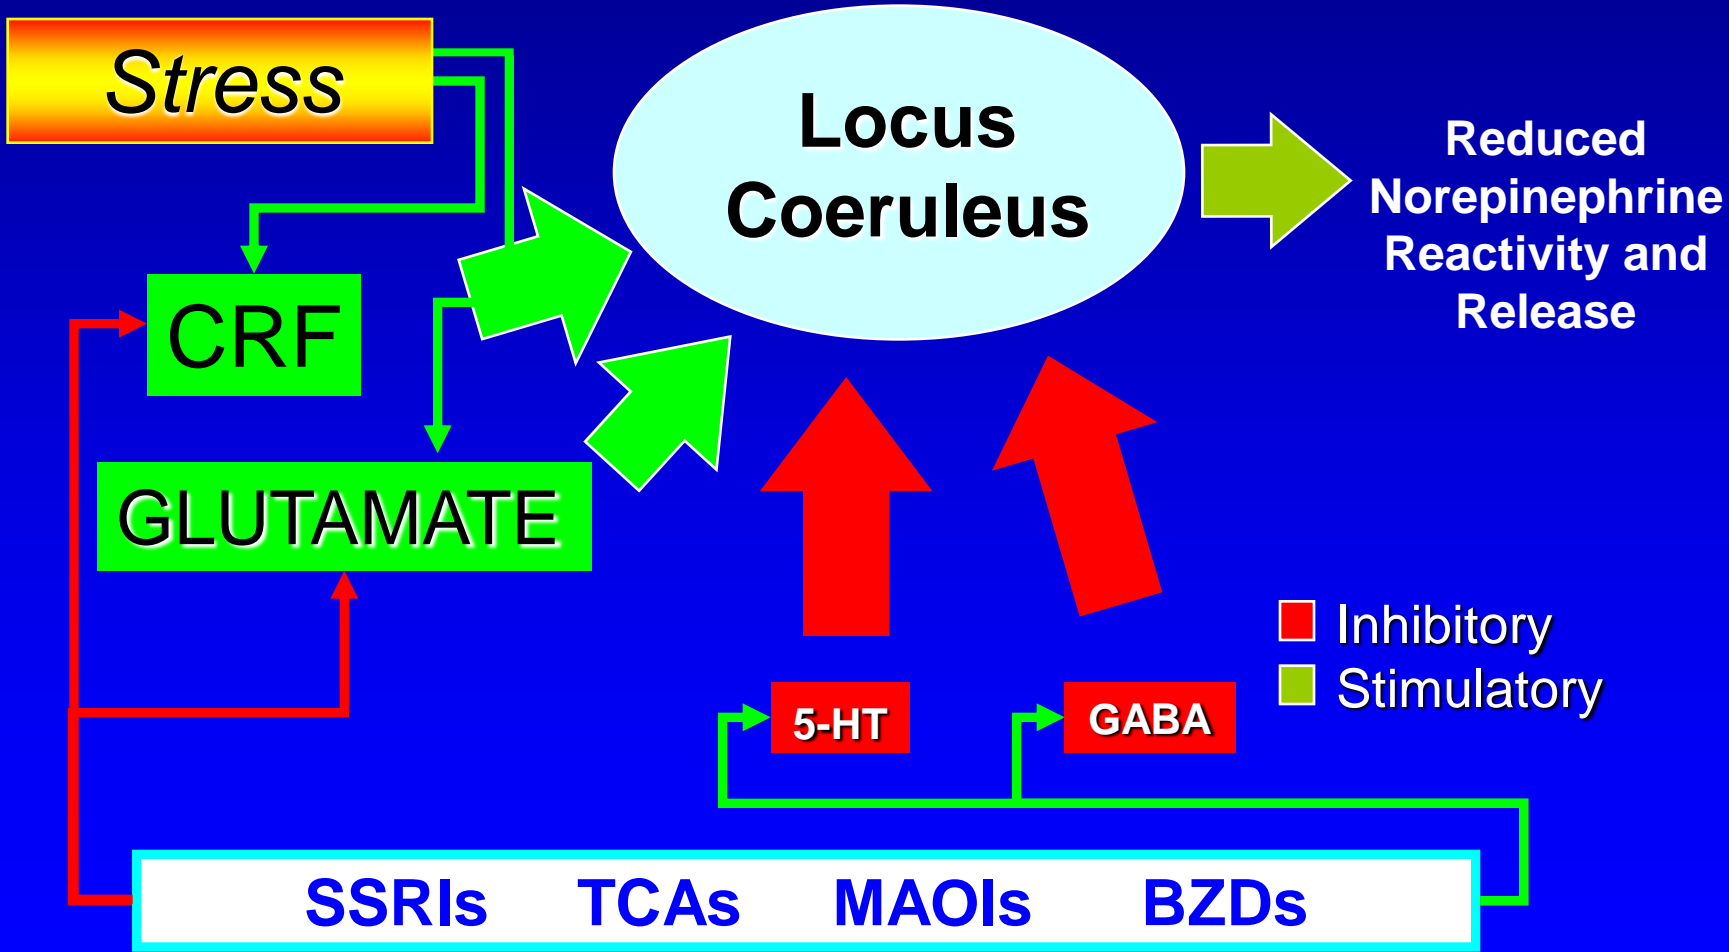 Stress
Locus
Coeruleus
Reduced
Norepinephrine
Reactivity and
Release
CRF
GLUTAMATE
Inhibitory
Stimulatory
5-HT
GABA
SSRIs TCAs MAOIs BZDs